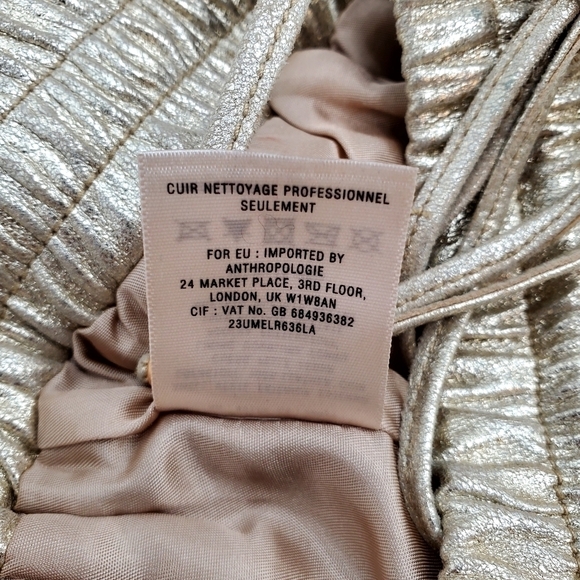 CUIR NETTOYAGE PROFESSIONNEL
SEULEMENT
FOR EU : IMPORTED BY
ANTHROPOLOGIE
24 MARKET PLACE, 3RD FLOOR,
LONDON, UK W1W8AN
CIF : VAT No. GB 684936382
23UMELR636LA